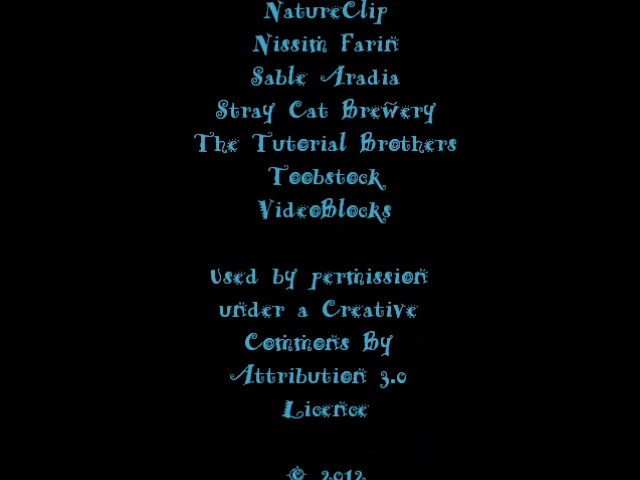 NatureClip
Nissim Farin
Sable Aradia
Stray Cat Brewery
The Tutorial Brothers
Toobstock
VideoBlocks
Used by permission
under a Creative
Commons By
Attribution 3.0
Licence
© 2012